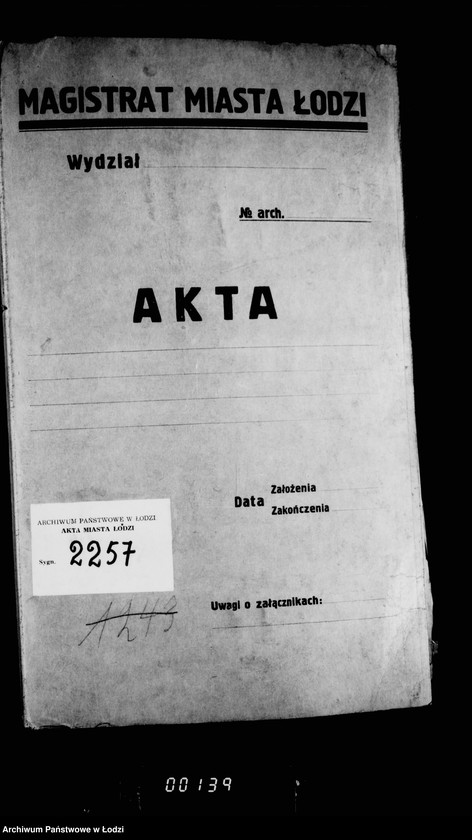 MAGISTRAT MIASTA ŁODZI
Wydział
№ arch.
AKTA
Data Założenia
Zakończenia
ARCHIWUM PAŃSTWOWE W ŁODZI
AKTA MIASTA ŁODZI
Sygn. 2257
1243
Uwagi o załącznikach:
00139
Archiwum Państwowe w Łodzi